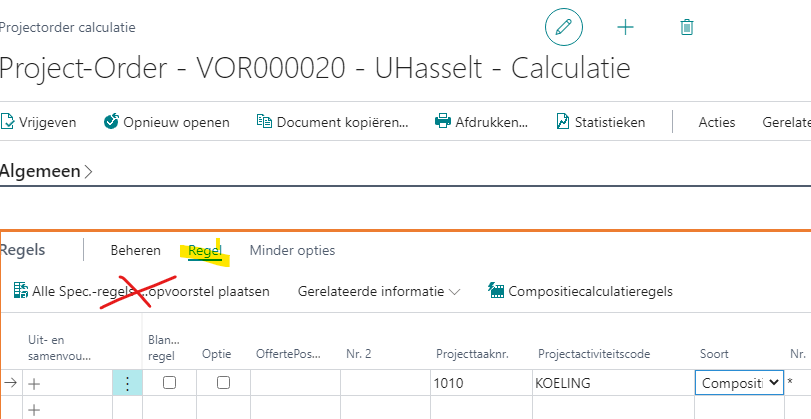 Projectorder calculatie
Project-Order - VOR000020 - UHasselt - Calculatie
Vrijgeven Opnieuw openen Document kopiëren... Afdrukken... Statistieken Acties Gerelate
Algemeen
Regels Beheren Regel Minder opties
Alle Spec.-regels ...opvoorstel plaatsen Gerelateerde informatie Compositiecalculatieregels
Uit- en samenvou... Blan... regel Optie OffertePos... Nr. 2 Projecttaaknr. Projectactiviteitscode Soort Nr.
1010 KOELING Composit *